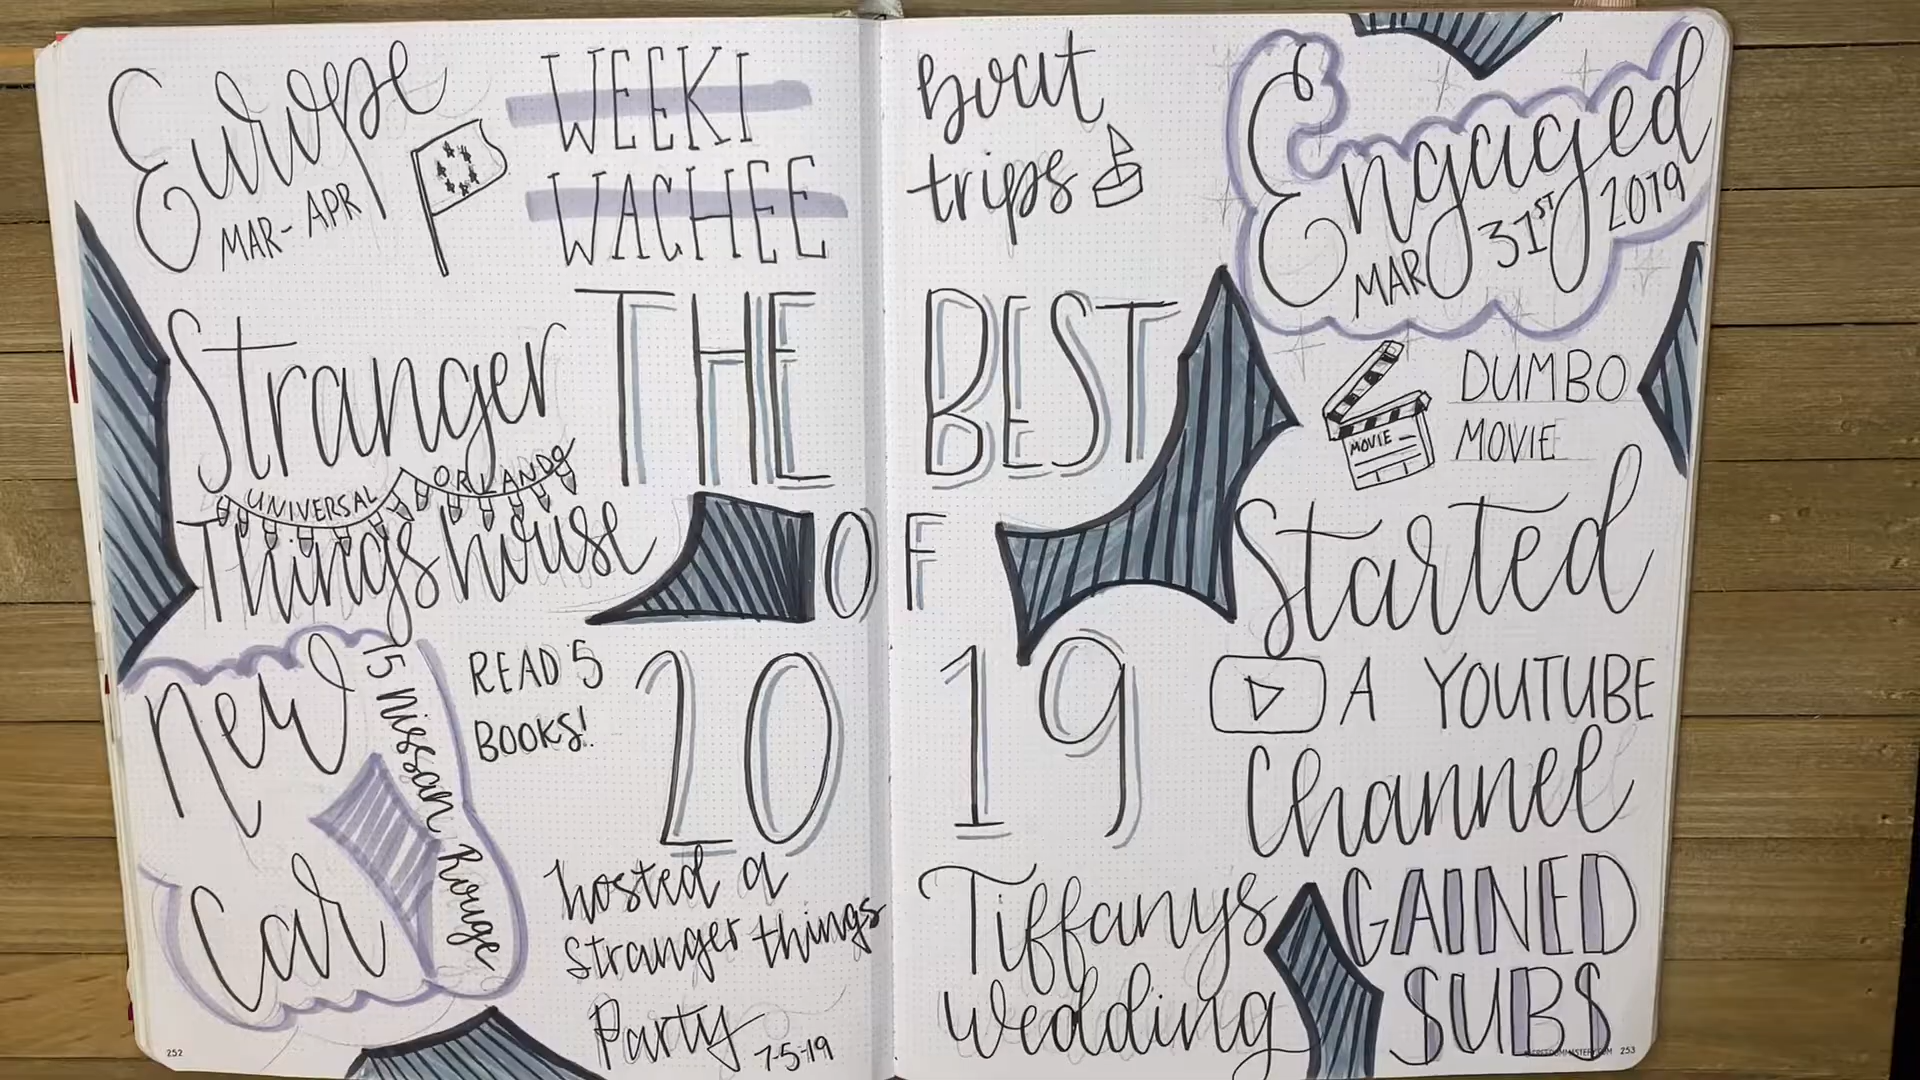 Europe
MAR-APR
WEEKI
WACHEE
Stranger
UNIVERSAL ORLANDO
Things house
New
Car
15 Nissan Rouge
READ 5
BOOKS!
hosted a
stranger things
Party
7-5-19
252
THE BEST
OF
2019
boat
trips
Engaged
MAR 31ST 2019
MOVIE
DUMBO
MOVIE
Started
A YOUTUBE
Channel
GAINED
SUBS
Tiffanys
wedding
253